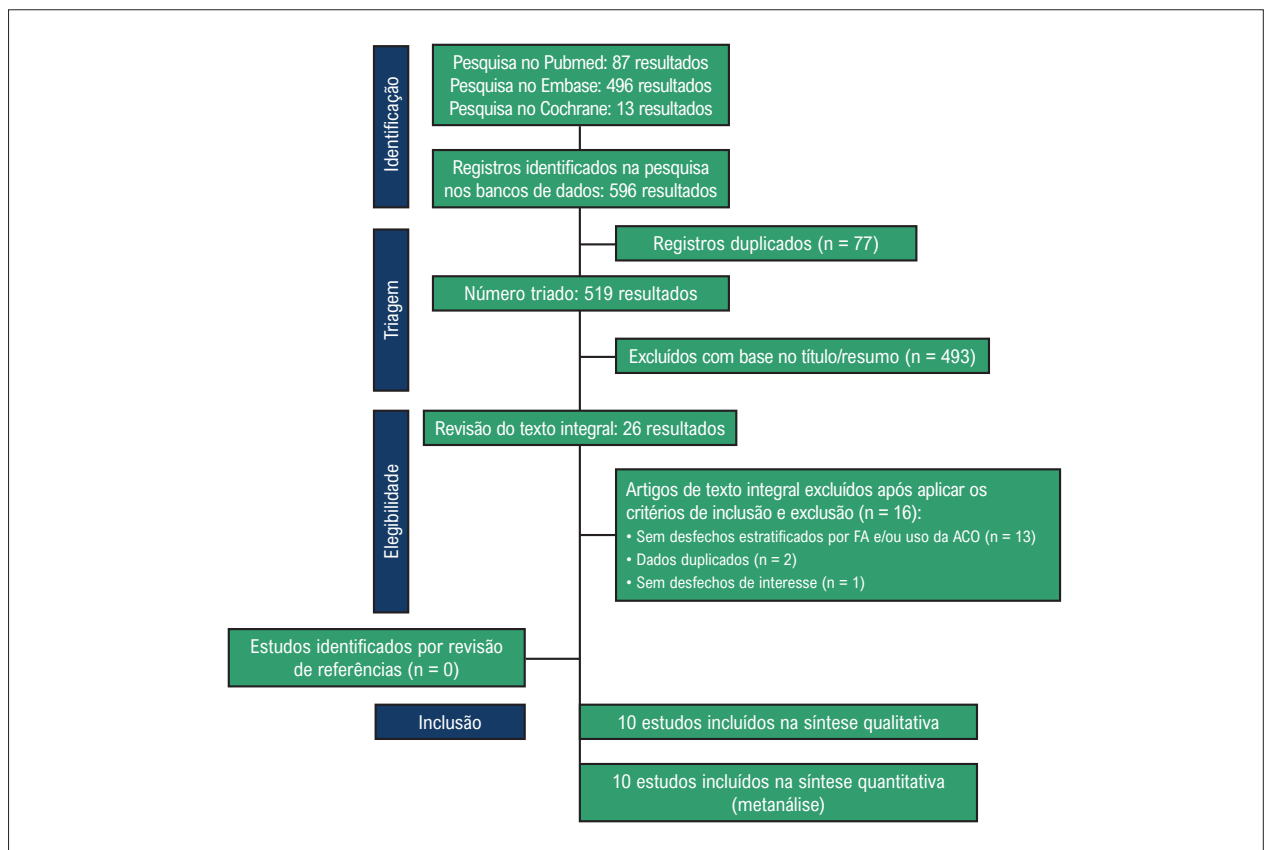 Identificação
Pesquisa no Pubmed: 87 resultados
Pesquisa no Embase: 496 resultados
Pesquisa no Cochrane: 13 resultados
Registros identificados na pesquisa
nos bancos de dados: 596 resultados
Triagem
Registros duplicados (n = 77)
Número triado: 519 resultados
Excluídos com base no título/resumo (n = 493)
Elegibilidade
Revisão do texto integral: 26 resultados
Artigos de texto integral excluídos após aplicar os
critérios de inclusão e exclusão (n = 16):
• Sem desfechos estratificados por FA e/ou uso da ACO (n = 13)
• Dados duplicados (n = 2)
• Sem desfechos de interesse (n = 1)
Estudos identificados por revisão
de referências (n = 0)
Inclusão
10 estudos incluídos na síntese qualitativa
10 estudos incluídos na síntese quantitativa
(metanálise)